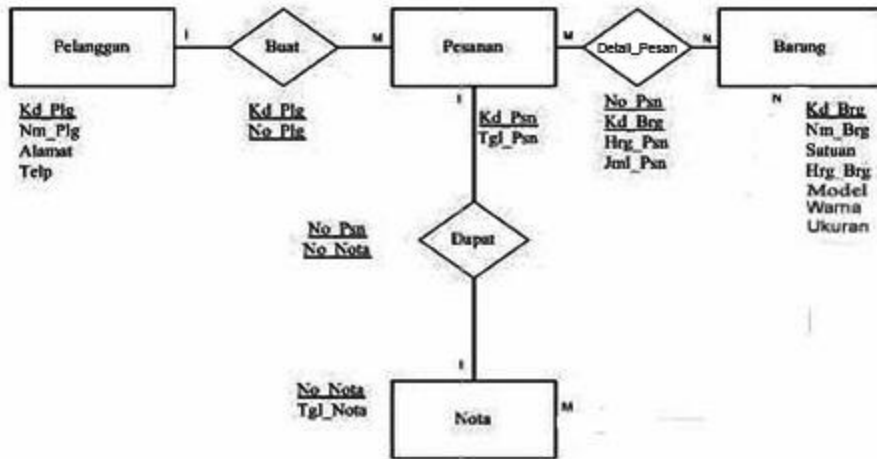 Pelanggan
1
Buat
M
Pesanan
M
Detail_Pesan
N
Barang
Kd_Plg
Nm_Plg
Alamat
Telp
Kd_Plg
No_Plg
1
Kd_Psn
Tgl_Psn
No_Psn
Kd_Brg
Hrg_Psn
Jml_Psn
N
Kd_Brg
Nm_Brg
Satuan
Hrg_Brg
Model
Warna
Ukuran
No_Psn
No_Nota
Dapat
1
No_Nota
Tgl_Nota
Nota
M